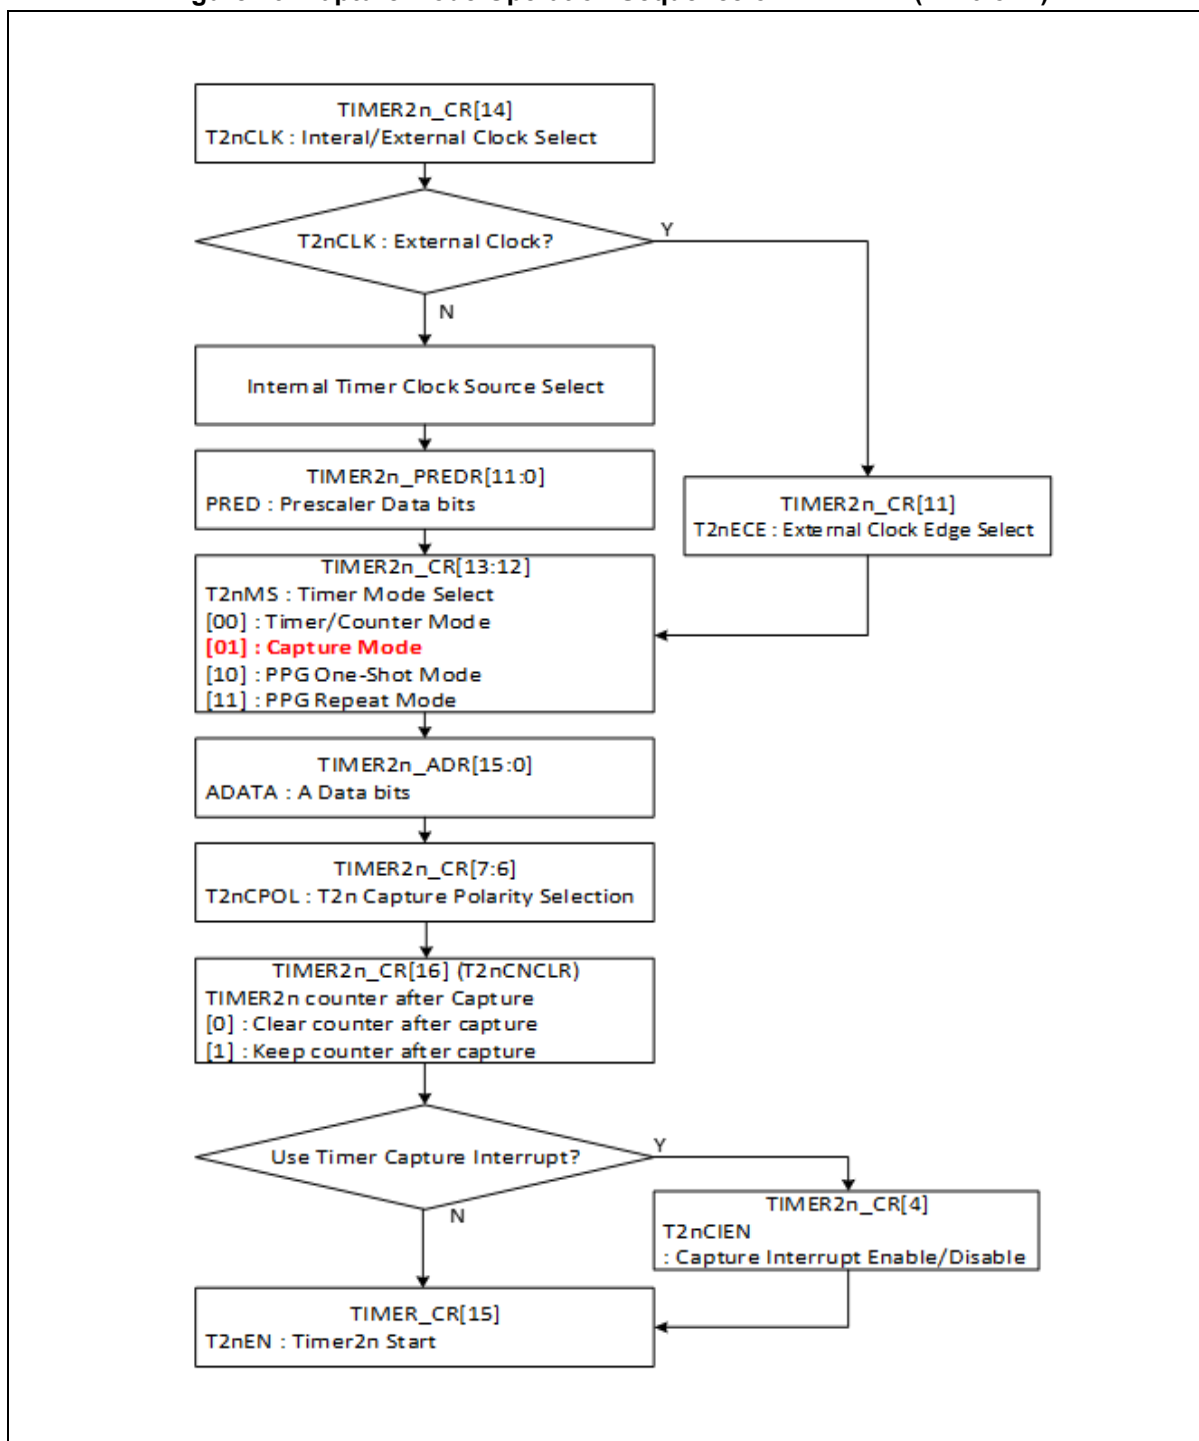 TIMER2n_CR[14]
T2nCLK : Interal/External Clock Select
T2nCLK : External Clock?
Y
N
Internal Timer Clock Source Select
TIMER2n_PREDR[11:0]
PRED : Prescaler Data bits
TIMER2n_CR[11]
T2nECE : External Clock Edge Select
TIMER2n_CR[13:12]
T2nMS : Timer Mode Select
[00] : Timer/Counter Mode
[01] : Capture Mode
[10] : PPG One-Shot Mode
[11] : PPG Repeat Mode
TIMER2n_ADR[15:0]
ADATA : A Data bits
TIMER2n_CR[7:6]
T2nCPOL : T2n Capture Polarity Selection
TIMER2n_CR[16] (T2nCNCLR)
TIMER2n counter after Capture
[0] : Clear counter after capture
[1] : Keep counter after capture
Use Timer Capture Interrupt?
Y
N
TIMER2n_CR[4]
T2nCIEN
: Capture Interrupt Enable/Disable
TIMER_CR[15]
T2nEN : Timer2n Start